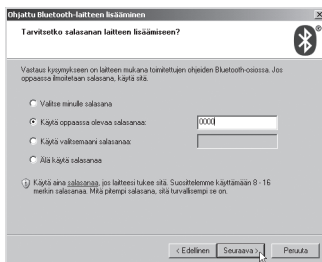 Ohjattu Bluetooth-laitteen lisääminen
Tarvitsetko salasanan laitteen lisäämiseen?
Vastaus kysymykseen on laitteen mukana toimitettujen ohjeiden Bluetooth-osiossa. Jos
oppaassa ilmoitetaan salasana, käytä sitä.
Valitse minulle salasana
Käytä oppaassa olevaa salasanaa: 0000
Käytä valitsemaani salasanaa:
Älä käytä salasanaa
Käytä aina salasanaa, jos laitteesi tukee sitä. Suosittelemme käyttämään 8 - 16
merkin salasanaa. Mitä pitempi salasana, sitä turvallisempi se on.
< Edellinen Seuraava > Peruuta